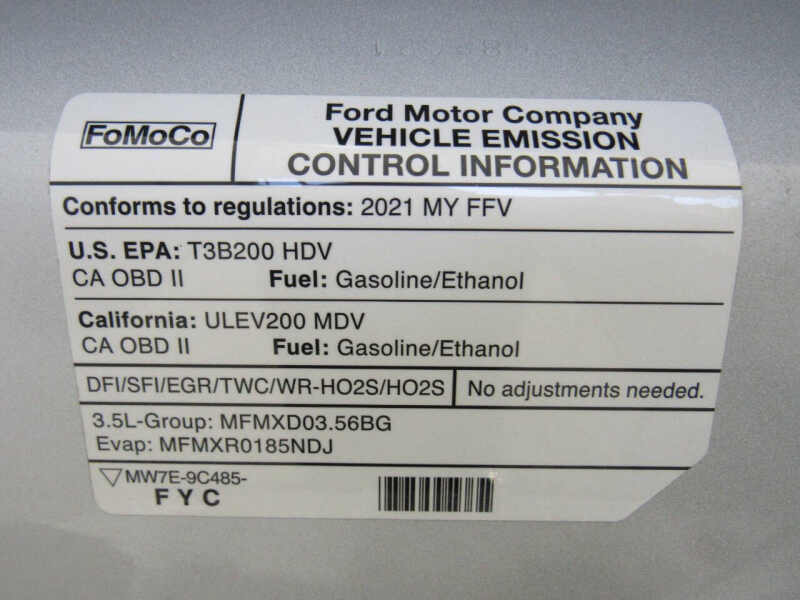 FoMoCo
Ford Motor Company
VEHICLE EMISSION
CONTROL INFORMATION
Conforms to regulations: 2021 MY FFV
U.S. EPA: T3B200 HDV
CA OBD II Fuel: Gasoline/Ethanol
California: ULEV200 MDV
CA OBD II Fuel: Gasoline/Ethanol
DFI/SFI/EGR/TWC/WR-HO2S/HO2S No adjustments needed.
3.5L-Group: MFMXD03.56BG
Evap: MFMXR0185NDJ
MW7E-9C485-
FYC